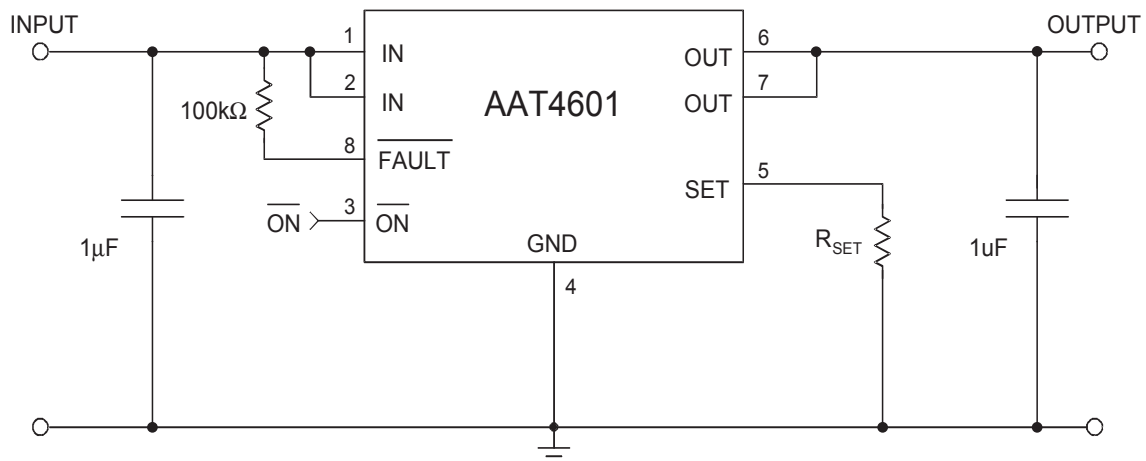 INPUT
OUTPUT
1
IN
OUT
6
2
IN
OUT
7
AAT4601
100kΩ
8
FAULT
5
SET
ON
3
ON
GND
1μF
4
R_SET
1uF